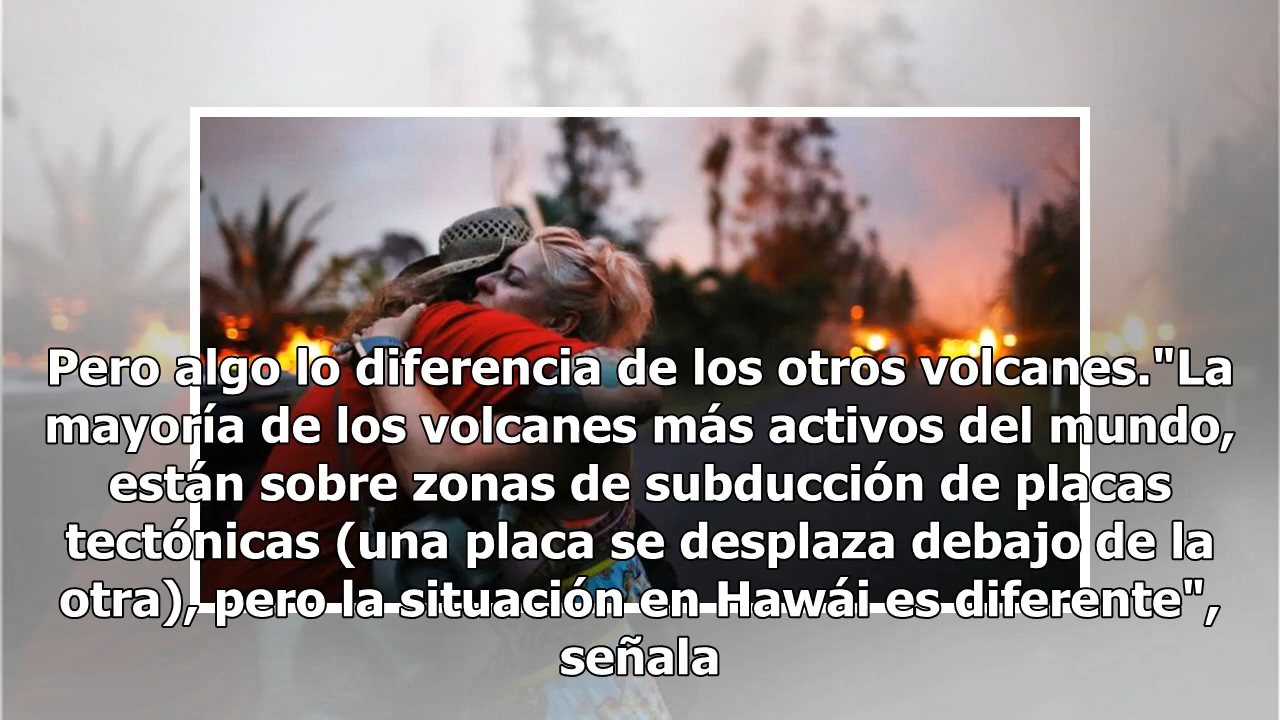 Pero algo lo diferencia de los otros volcanes."La
mayoría de los volcanes más activos del mundo,
están sobre zonas de subducción de placas
tectónicas (una placa se desplaza debajo de la
otra), pero la situación en Hawái es diferente",
señala